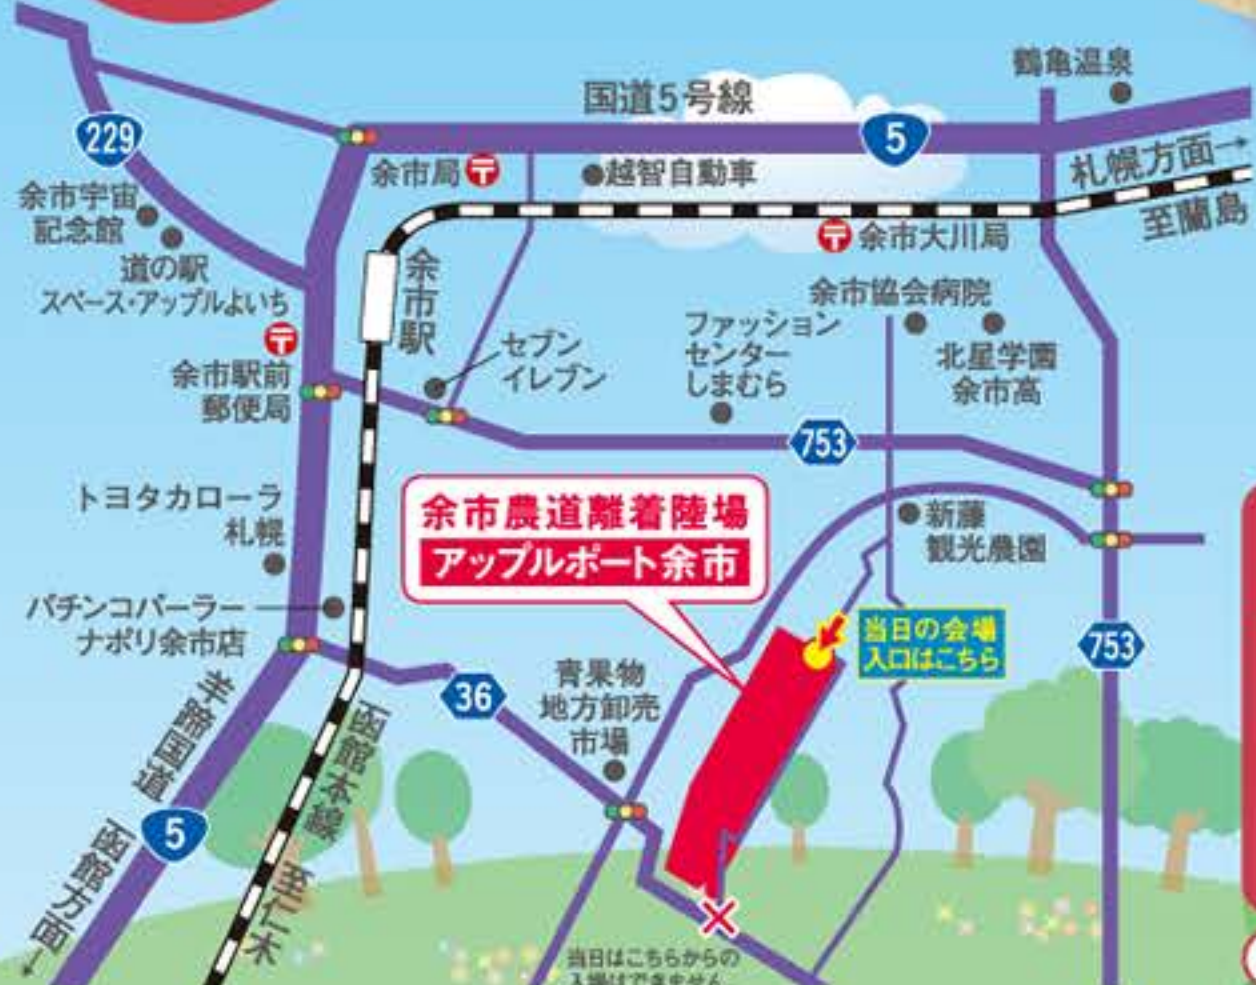 鶴亀温泉
国道5号線
5
229
札幌方面→
至蘭島
余市局
越智自動車
余市宇宙
記念館
道の駅
スペース・アップルよいち
余市大川局
余市駅
余市協会病院
北星学園
余市高
ファッション
センター
しまむら
セブン
イレブン
余市駅前
郵便局
753
トヨタカローラ
札幌
余市農道離着陸場
アップルポート余市
新藤
観光農園
パチンコパーラー
ナポリ余市店
当日の会場
入口はこちら
753
36
青果物
地方卸売
市場
羊蹄国道
5
函館本線
至仁木
函館方面→
当日はこちらからの
入場はできません